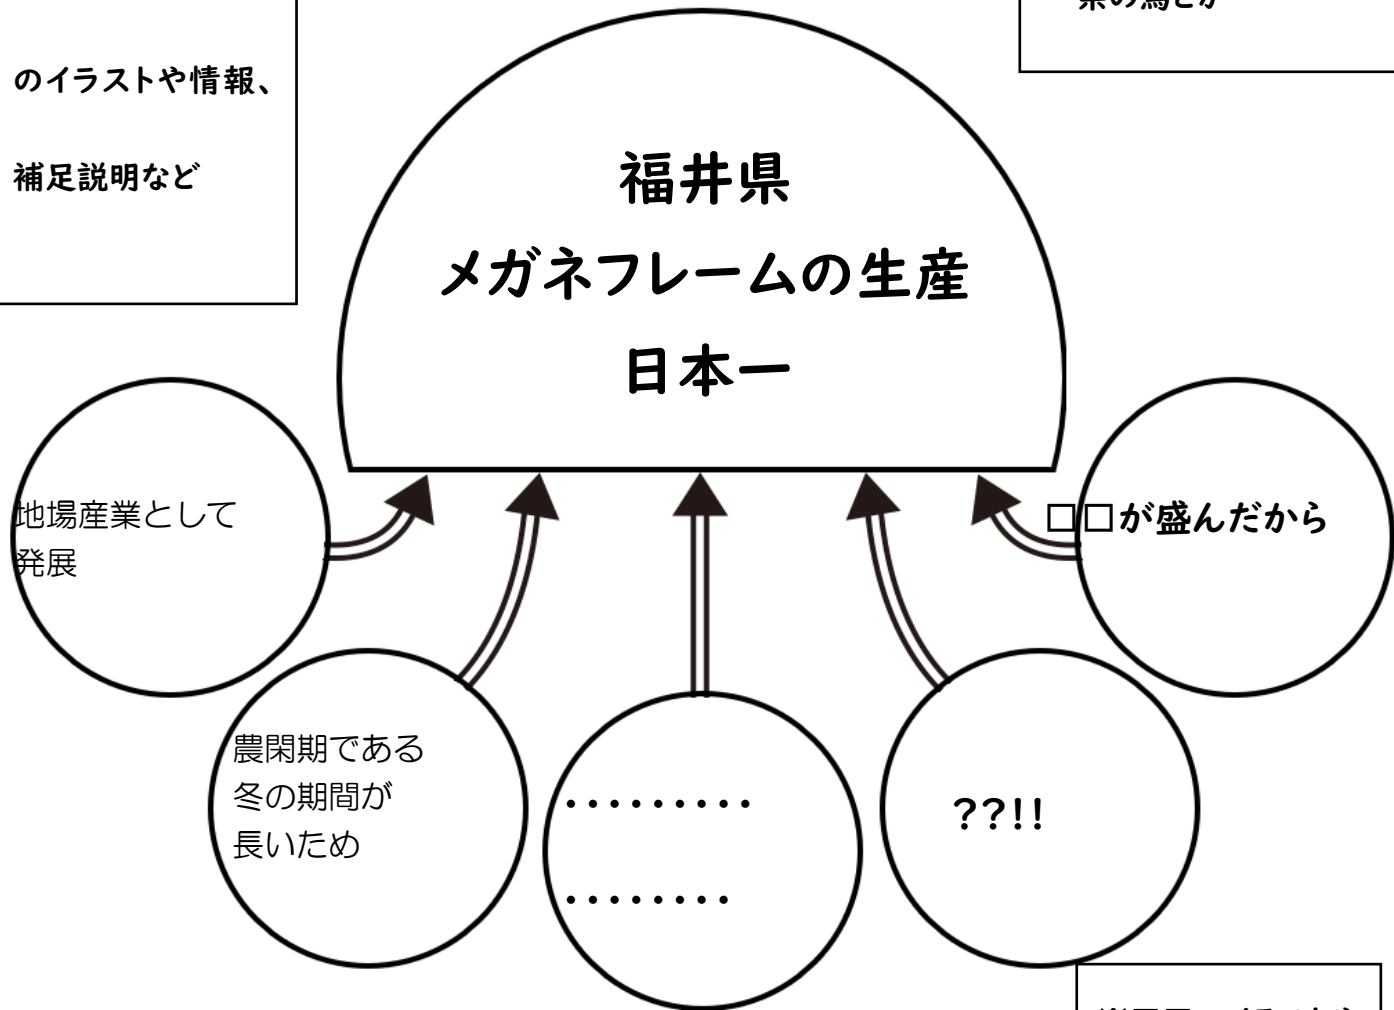 のイラストや情報、
補足説明など
福井県
メガネフレームの生産
日本一
地場産業として
発展
□□が盛んだから
農閑期である
冬の期間が
長いため
・・・・・・・・・
・・・・・・・・
??!!